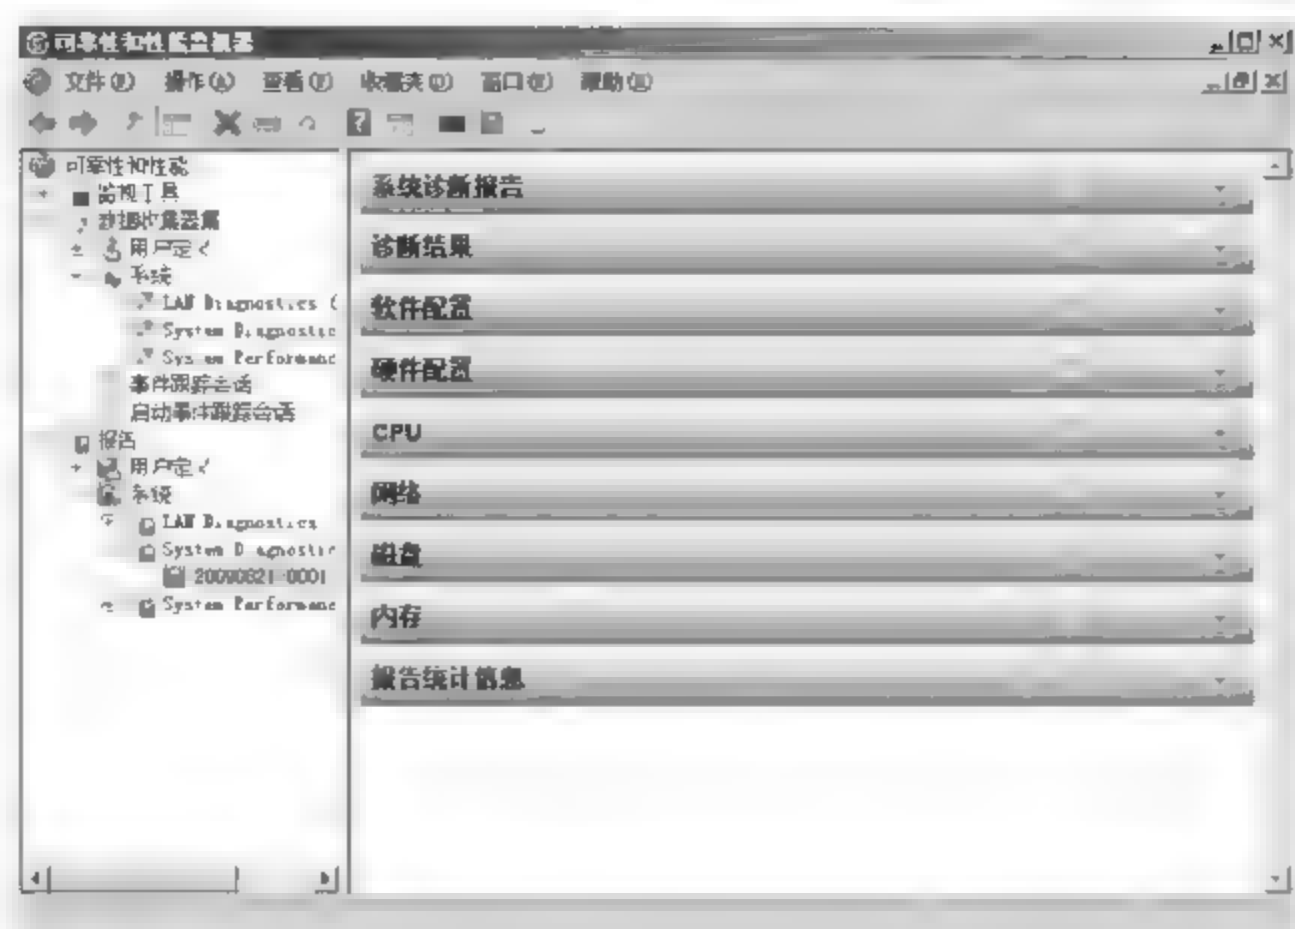 可靠性和性能监视器
文件(F) 操作(A) 查看(V) 收藏夹(O) 窗口(W) 帮助(H)
可靠性和性能
监视工具
数据收集器集
用户定义
系统
LAN Diagnostics (
System Diagnostic
System Performanc
事件跟踪会话
启动事件跟踪会话
报告
用户定义
系统
LAN Diagnostics
System Diagnostic
20090821-0001
System Performanc
系统诊断报告
诊断结果
软件配置
硬件配置
CPU
网络
磁盘
内存
报告统计信息